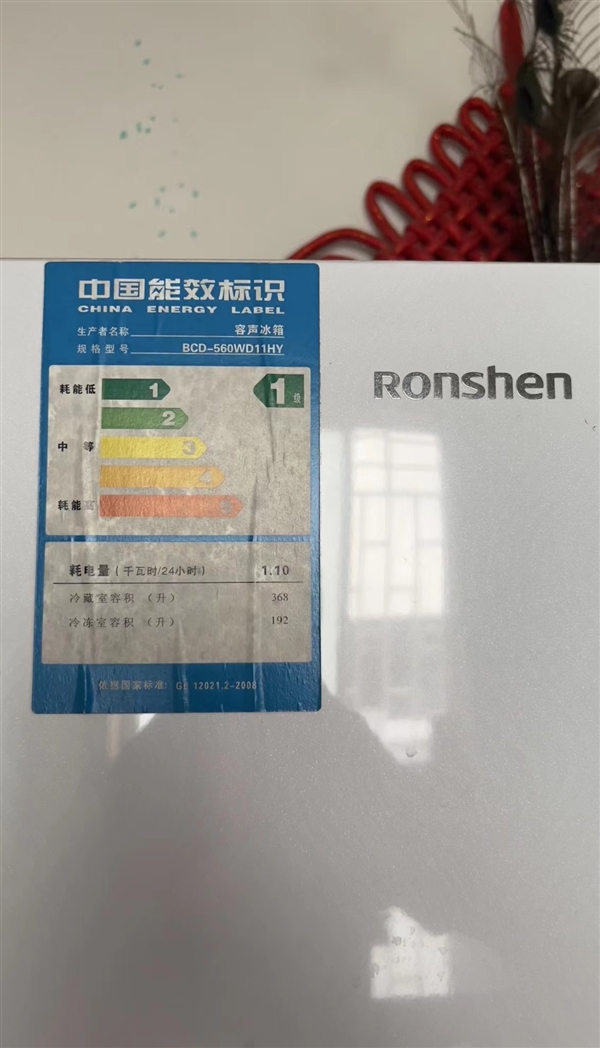 中国能效标识
CHINA ENERGY LABEL
生产者名称 容声冰箱
规格型号 BCD-560WD11HY
耗能低 1 1级
2
中等 3
4
耗能高 5
耗电量（千瓦时/24小时） 1.10
冷藏室容积（升） 368
冷冻室容积（升） 192
依据国家标准：GB 12021.2-2008
Ronshen